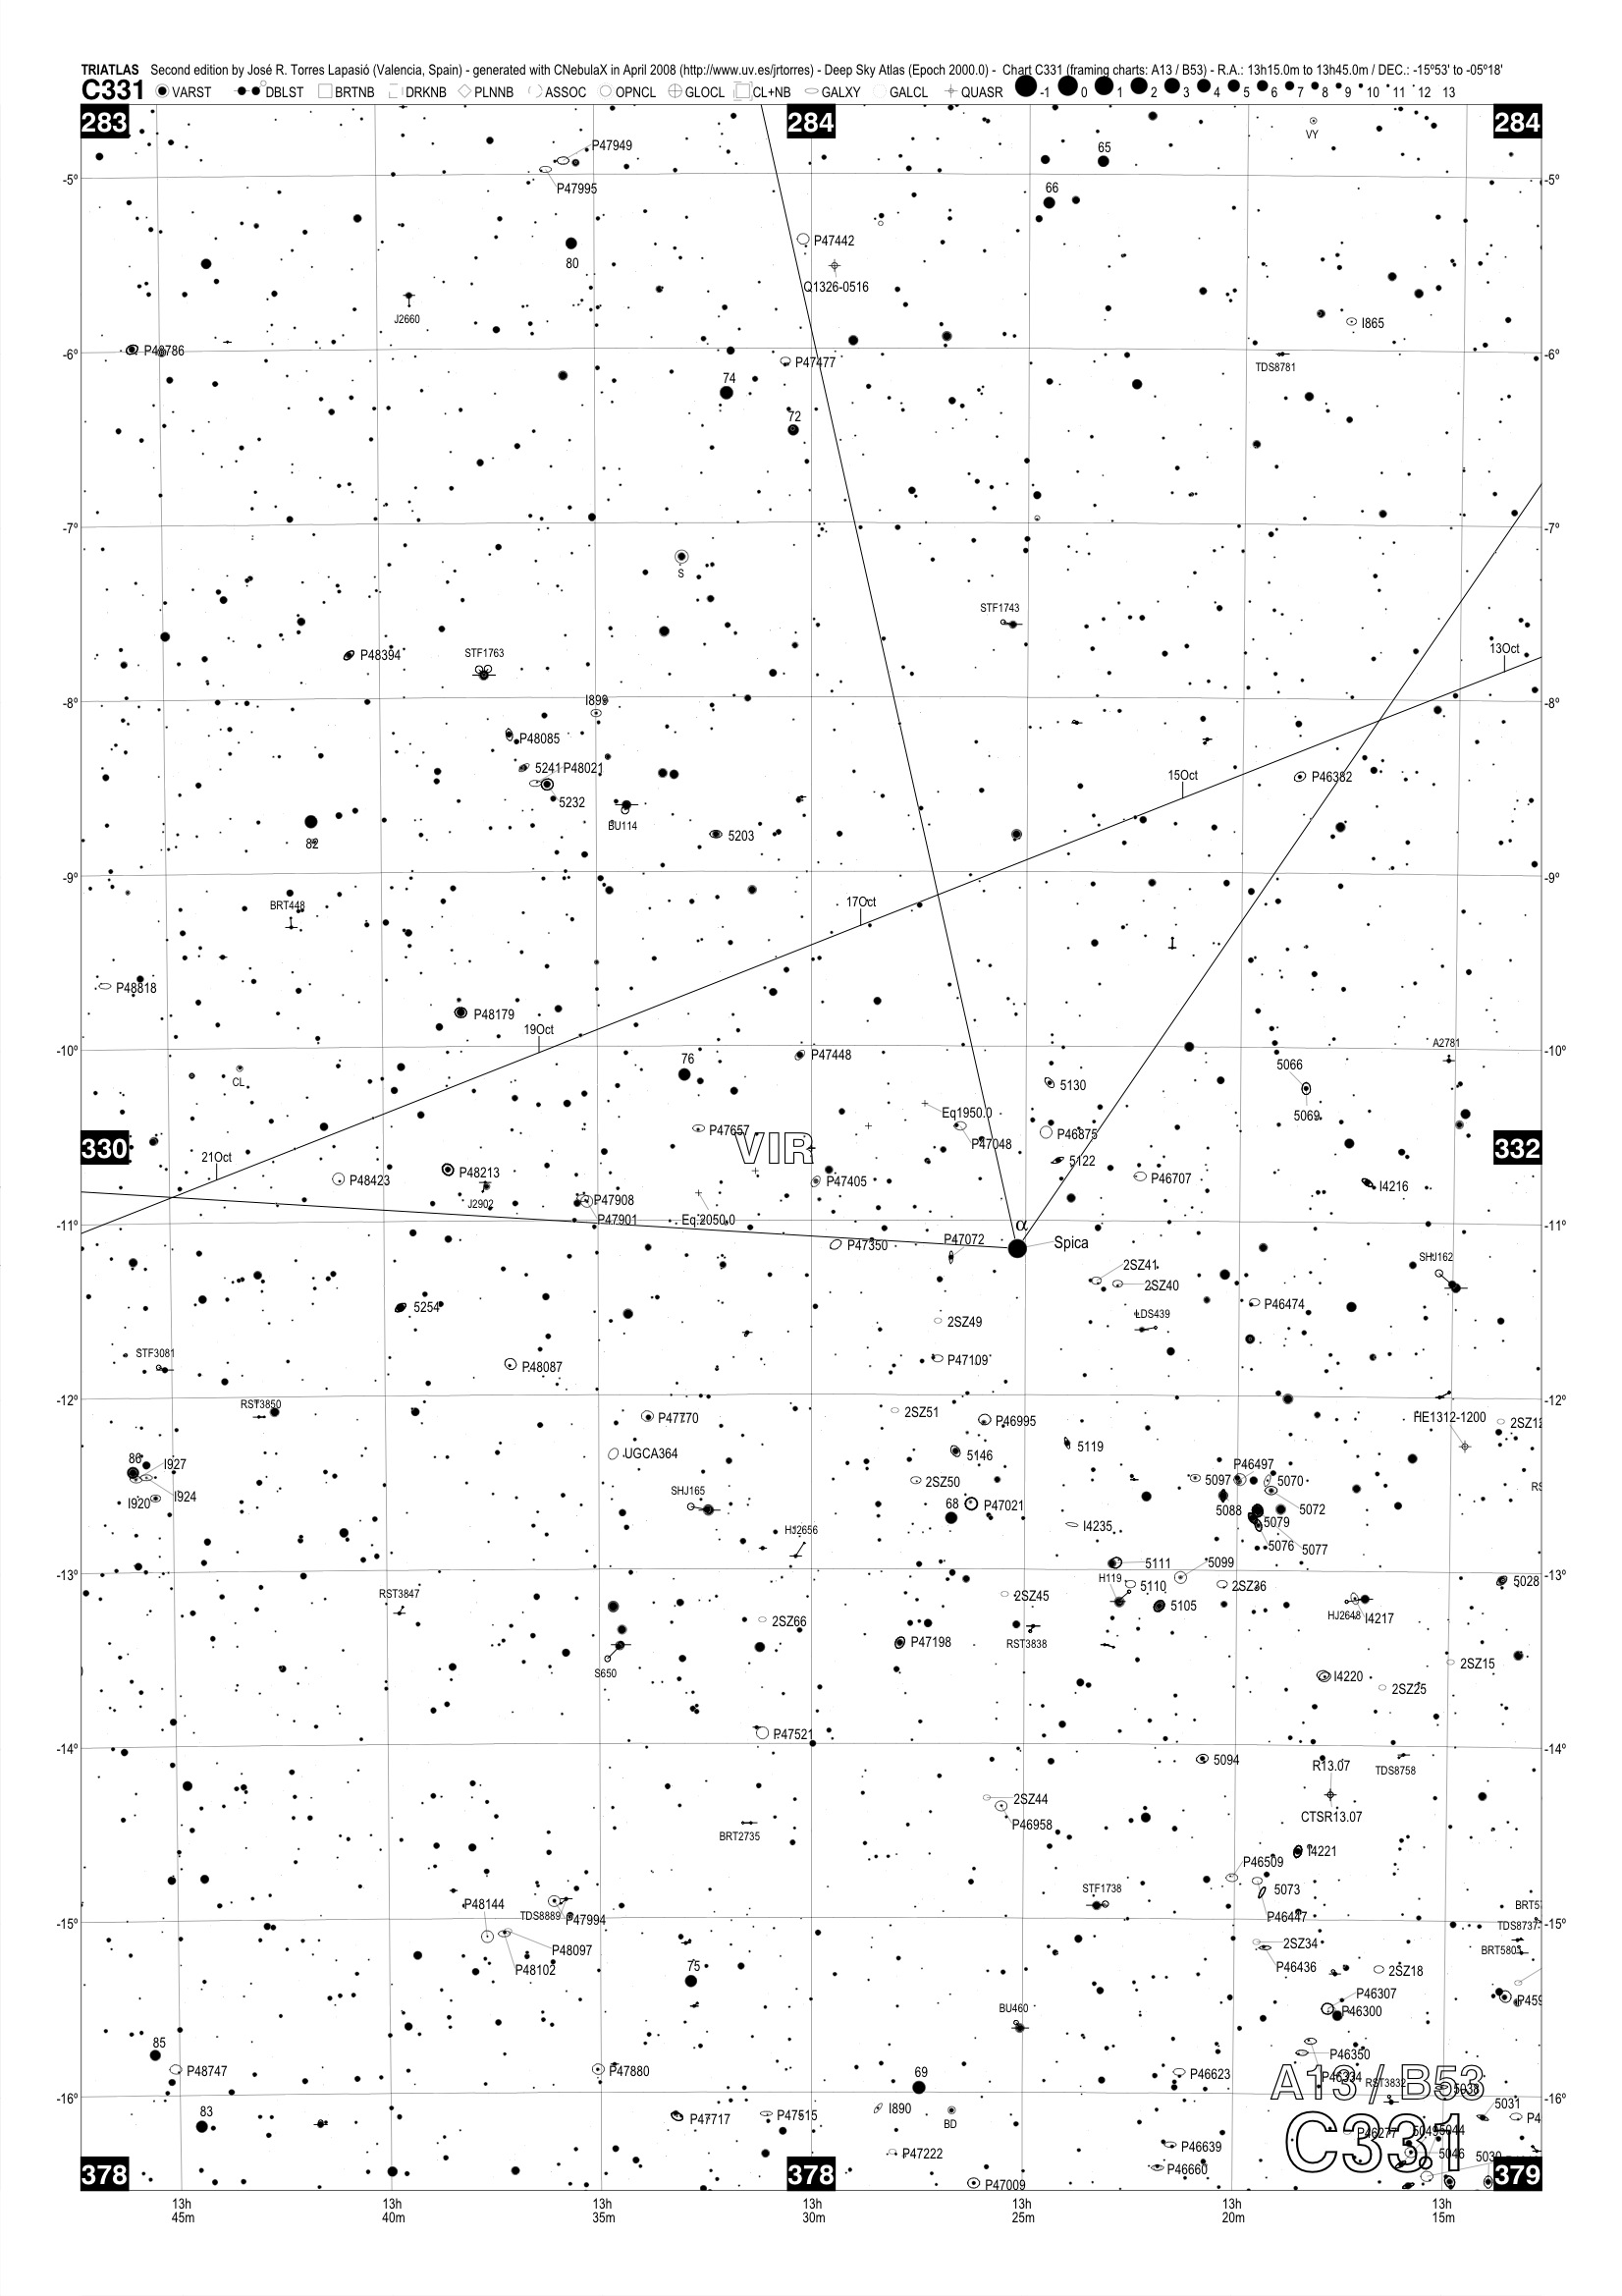 TRIATLAS Second edition by José R. Torres Lapasió (Valencia, Spain) - generated with CNebulaX in April 2008 (http://www.uv.es/jrtorres) - Deep Sky Atlas (Epoch 2000.0) - Chart C331 (framing charts: A13 / B53) - R.A.: 13h15.0m to 13h45.0m / DEC.: -15º53' to -05º18'
C331 VARST DBLST BRTNB DRKNB PLNNB ASSOC OPNCL GLOCL CL+NB GALXY GALCL QUASR -1 0 1 2 3 4 5 6 7 8 9 10 11 12 13
283 284 284
VY
P47949 65
-5º -5º
P47995 66
P47442
80
Q1326-0516
J2660 I865
P48786
-6º -6º
P47477 TDS8781
74
72
-7º -7º
S
STF1743
P48394 STF1763 13Oct
I899
-8º -8º
P48085
5241 P48021 15Oct P46382
5232
BU114
82 5203
-9º -9º
BRT448 17Oct
P48818
P48179
19Oct
A2781
-10º -10º
P47448
76 5066
CL 5130
5069
Eq1950.0
P47657 P46875
VIR P47048
330 332
5122
21Oct
P48423 P48213 P47405 P46707 I4216
J2902 P47908
P47901 Eq.2050.0
-11º -11º
α
P47350 P47072 Spica
2SZ41 SHJ162
2SZ40
5254 P46474
LDS439
2SZ49
STF3081 P48087 P47109
-12º -12º
RST3850
2SZ51
P47770 P46995 HE1312-1200 2SZ12
UGCA364 5119
5146
86 I927 P46497
2SZ50 5097 5070
SHJ165
I920 I924
68 P47021 5088 5072
I4235 5079
HJ2656 5076 5077
-13º -13º
5111 5099
H119 5110 2SZ36 5028
RST3847 2SZ45
5105
2SZ66 HJ2648 I4217
P47198 RST3838
S650 2SZ15
I4220
2SZ25
P47521
-14º -14º
5094
R13.07 TDS8758
2SZ44
CTSR13.07
P46958
BRT2735
I4221
P46509
STF1738 5073
P48144
TDS8889 P47994 P46447
-15º -15º
TDS8737
2SZ34
P48097 BRT5803
P48102 P46436
75 2SZ18
P46307
BU460 P46300
85 P46350
P48747 P47880 P46623
69 P46334 RST3832
A13 / B53
-16º -16º
5038
83 P47717 P47515 I890 BD 5031
P46277 5044
C331
P47222 P46639
5046
P46660 5030
378 378 379
P47009
13h 13h 13h 13h 13h 13h 13h
45m 40m 35m 30m 25m 20m 15m